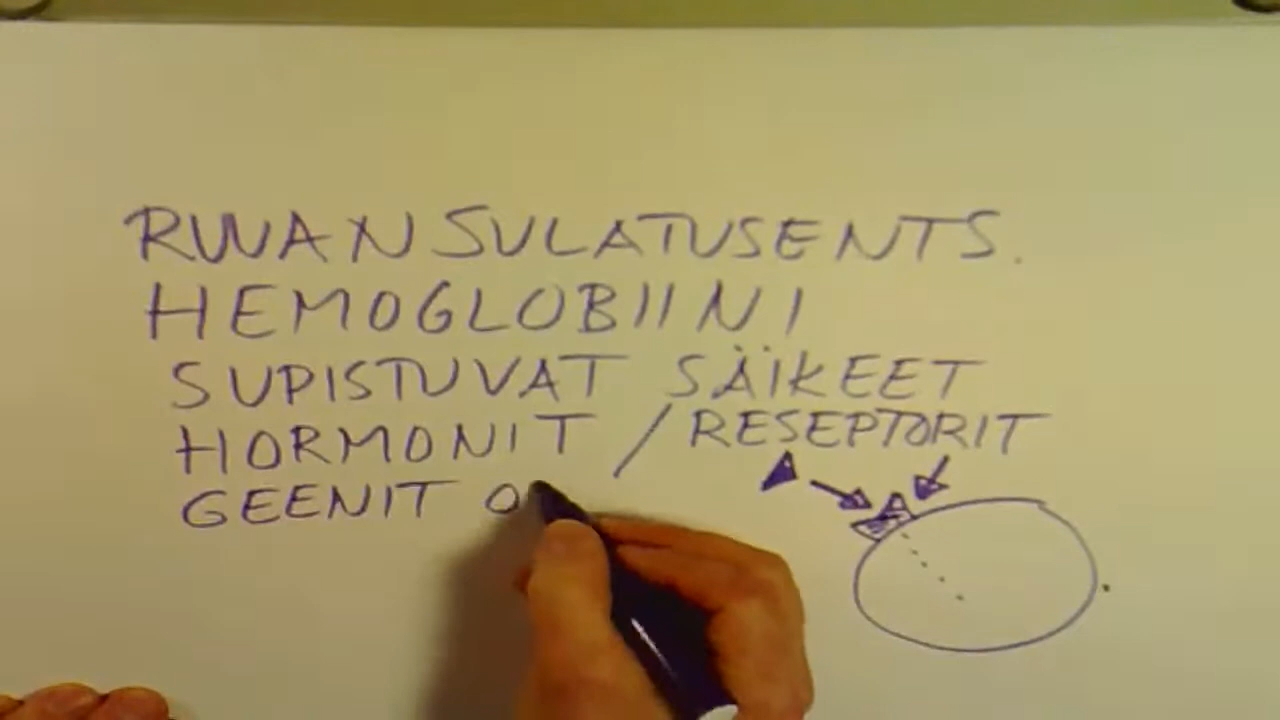 RUUANSULATUSENTS.
HEMOGLOBIINI
SUPISTUVAT SÄIKEET
HORMONIT / RESEPTORIT
GEENIT O